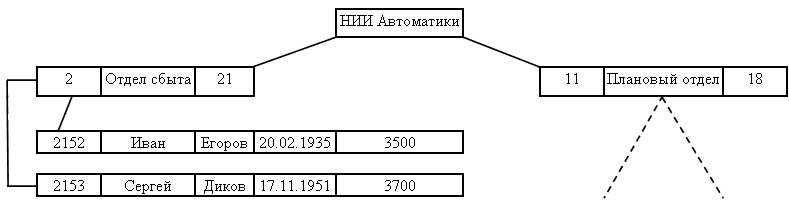 НИИ Автоматики
2 Отдел сбыта 21 11 Плановый отдел 18
2152 Иван Егоров 20.02.1935 3500
2153 Сергей Диков 17.11.1951 3700